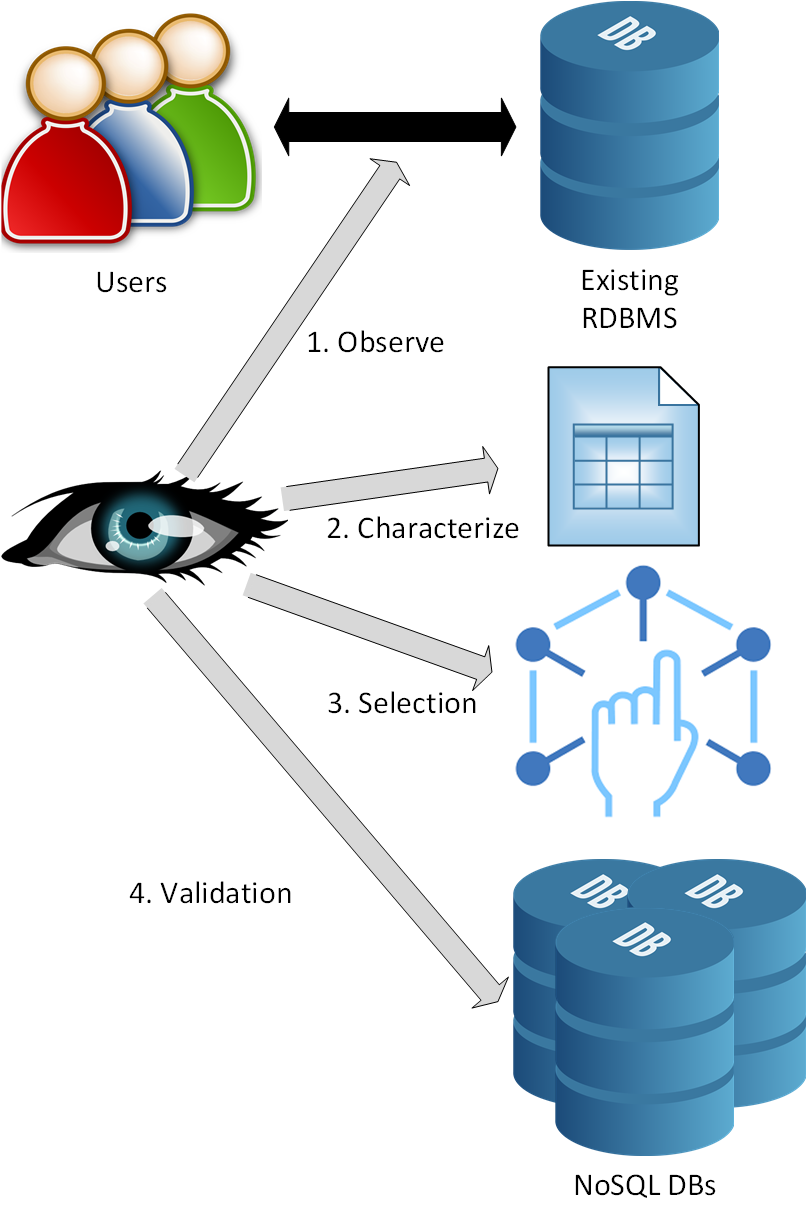 DB
Users
Existing
RDBMS
1. Observe
2. Characterize
3. Selection
4. Validation
DB
DB
DB
NoSQL DBs